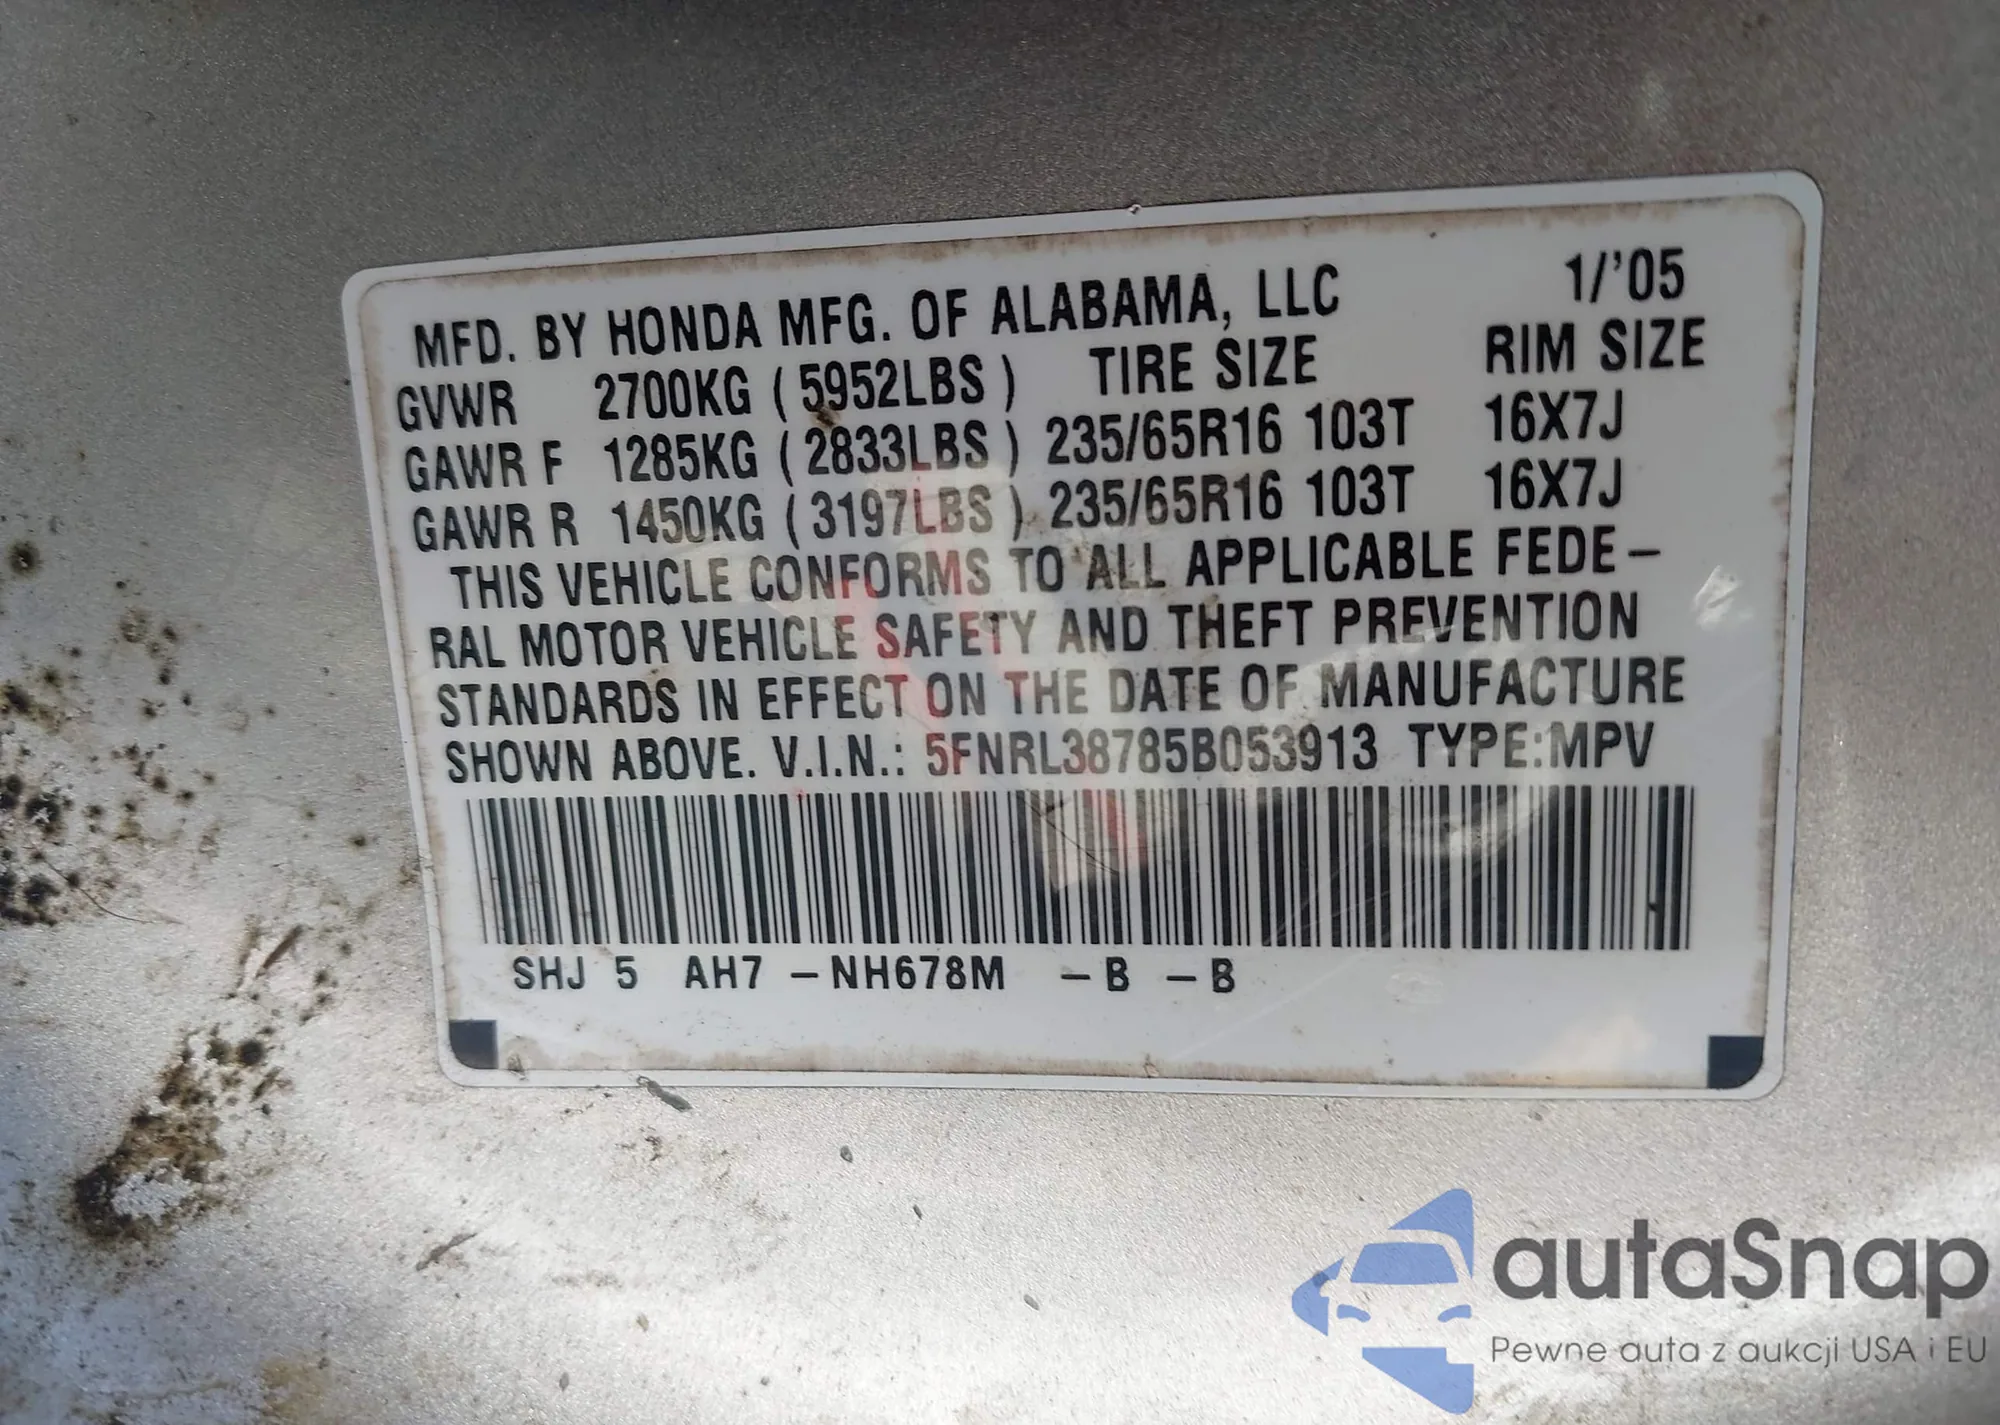 MFD. BY HONDA MFG. OF ALABAMA, LLC 1/'05
GVWR 2700KG ( 5952LBS ) TIRE SIZE RIM SIZE
GAWR F 1285KG ( 2833LBS ) 235/65R16 103T 16X7J
GAWR R 1450KG ( 3197LBS ) 235/65R16 103T 16X7J
THIS VEHICLE CONFORMS TO ALL APPLICABLE FEDE –
RAL MOTOR VEHICLE SAFETY AND THEFT PREVENTION
STANDARDS IN EFFECT ON THE DATE OF MANUFACTURE
SHOWN ABOVE. V.I.N.: 5FNRL38785B053913 TYPE:MPV
SHJ 5 AH7 –NH678M –B –B
autaSnap
Pewne auta z aukcji USA i EU